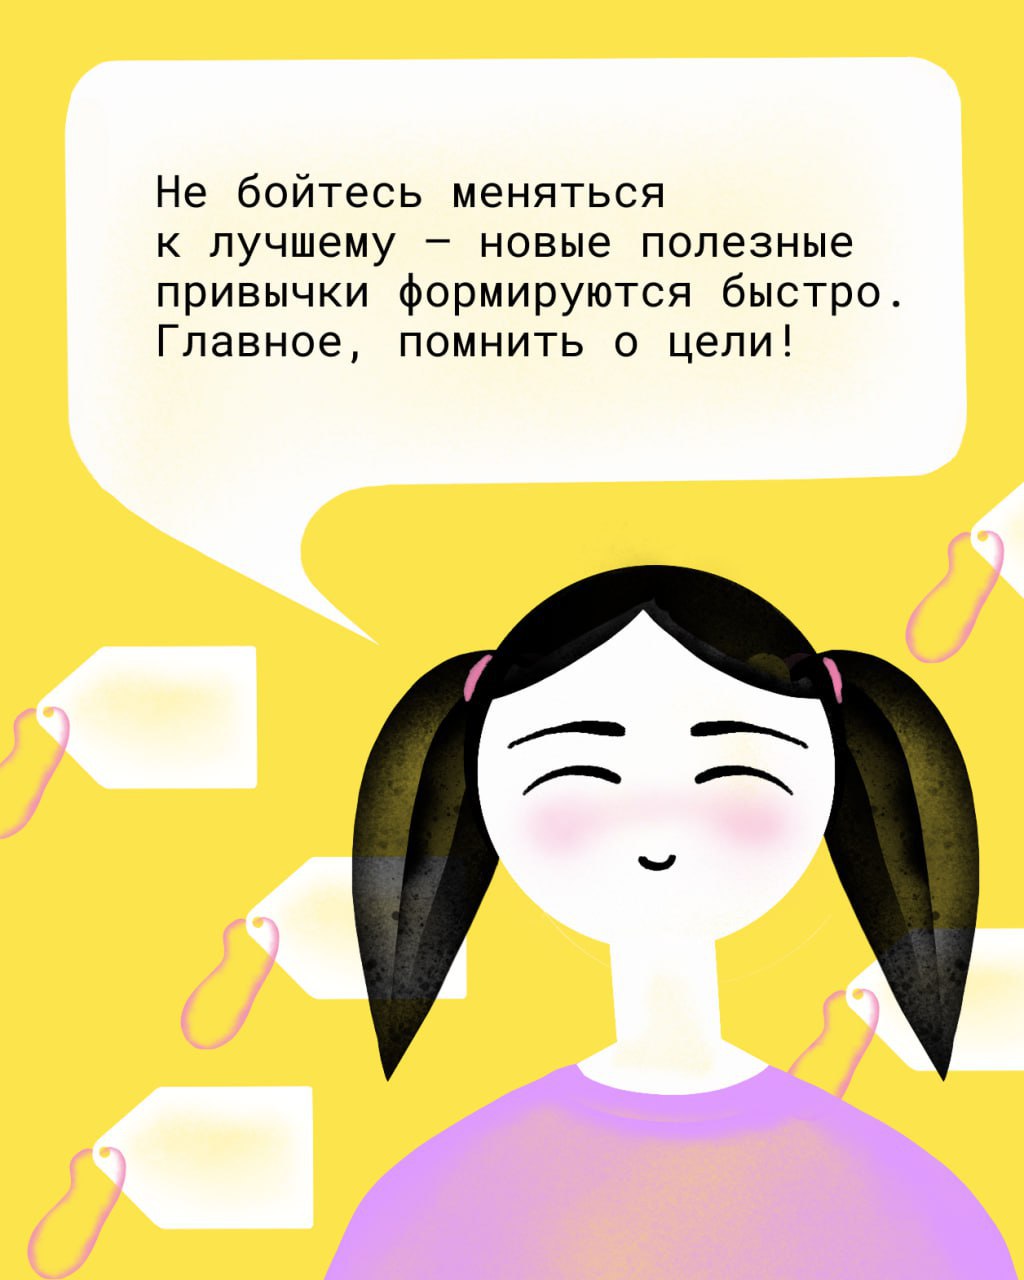 Не бойтесь меняться
к лучшему — новые полезные
привычки формируются быстро.
Главное, помнить о цели!